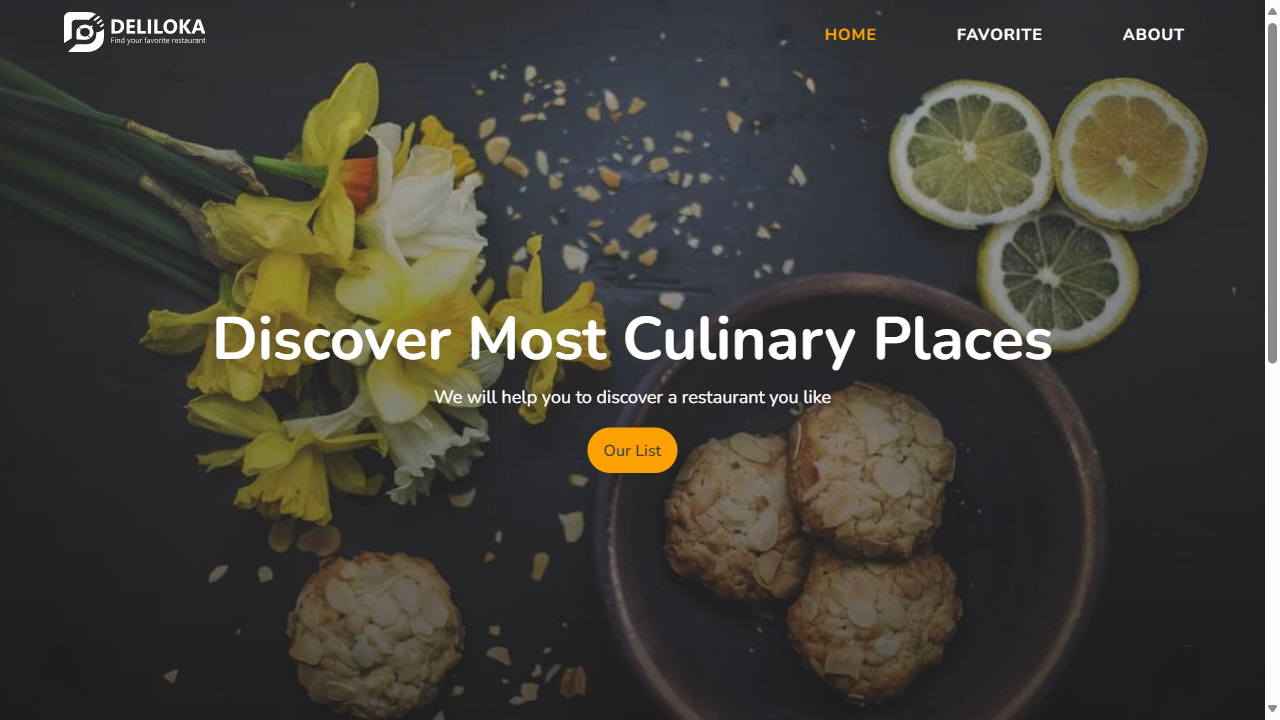 DELILOKA
Find your favorite restaurant
HOME
FAVORITE
ABOUT
Discover Most Culinary Places
We will help you to discover a restaurant you like
Our List